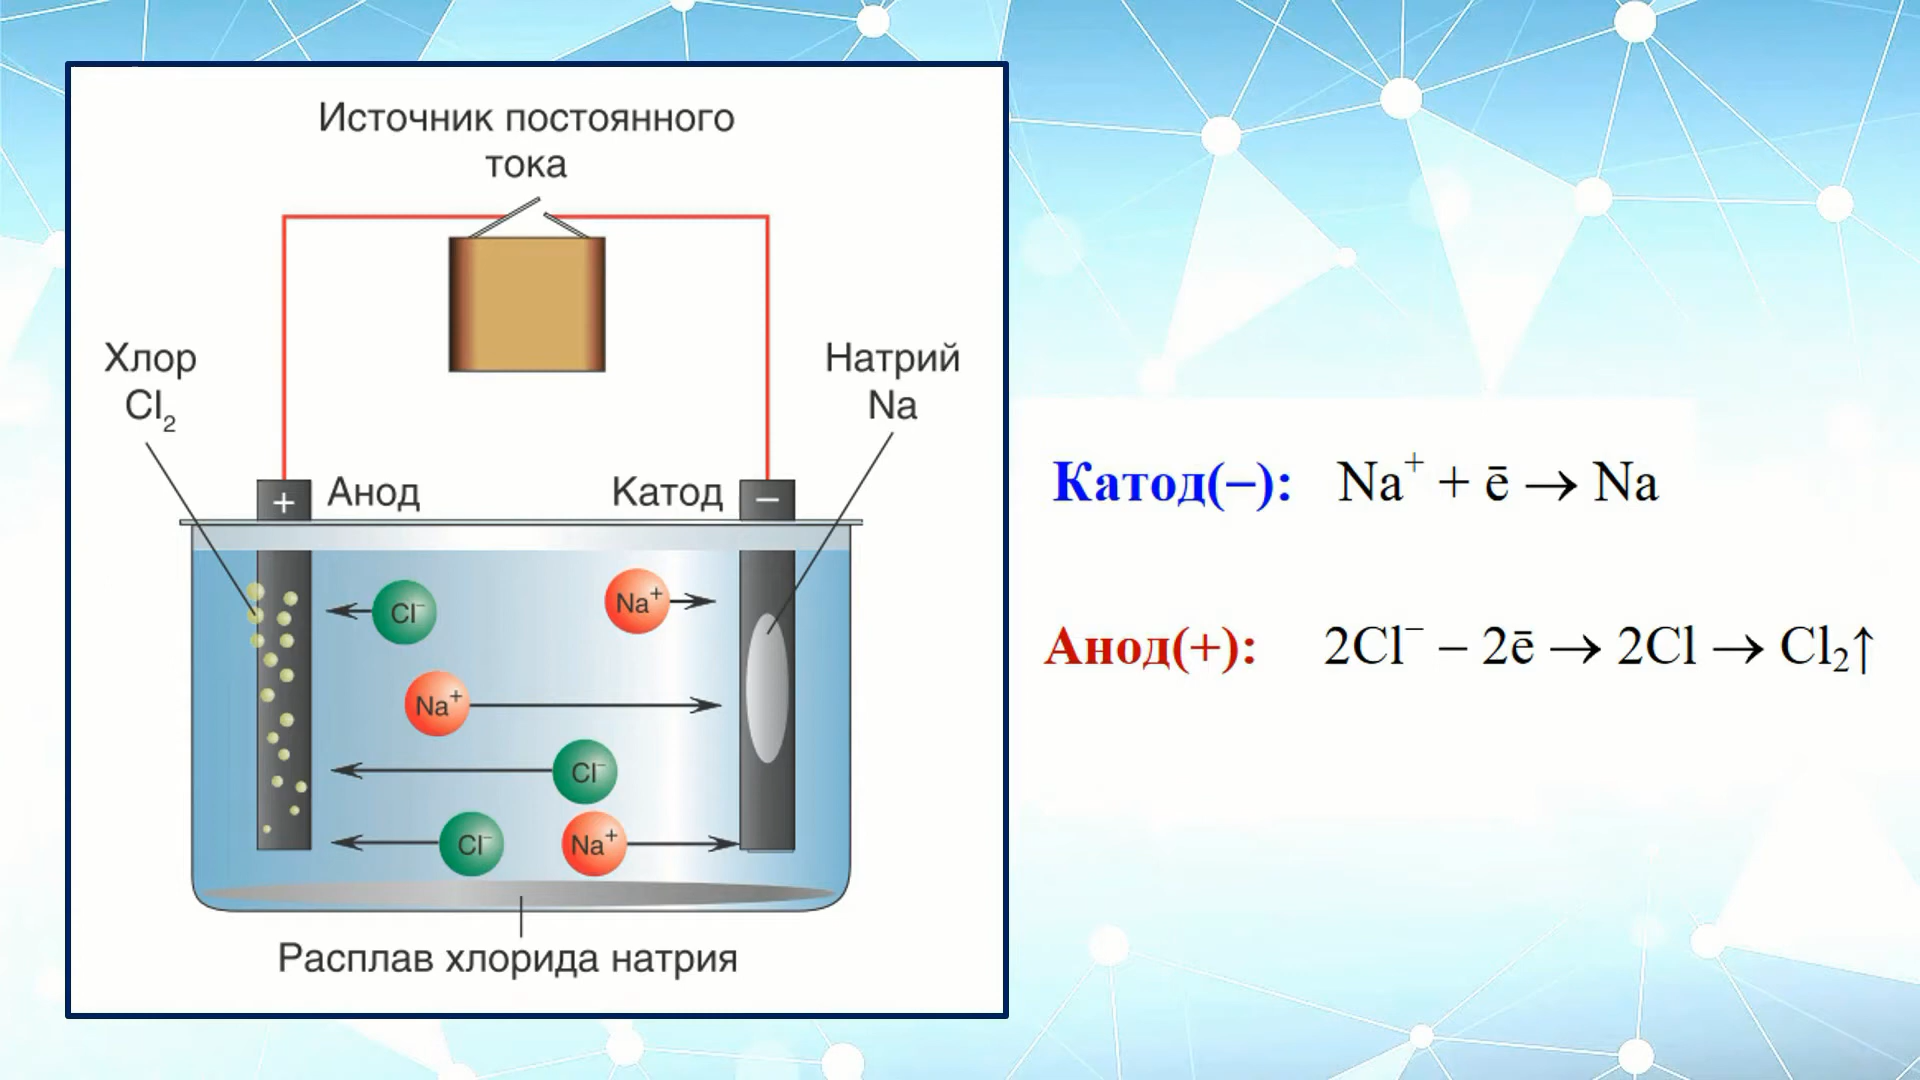 Источник постоянного
тока
Хлор
Cl₂
Натрий
Na
+
Анод
Катод
−
Cl⁻
Na⁺
Na⁺
Cl⁻
Cl⁻
Na⁺
Расплав хлорида натрия
Катод(−): Na⁺ + ē → Na
Анод(+): 2Cl⁻ − 2ē → 2Cl → Cl₂↑